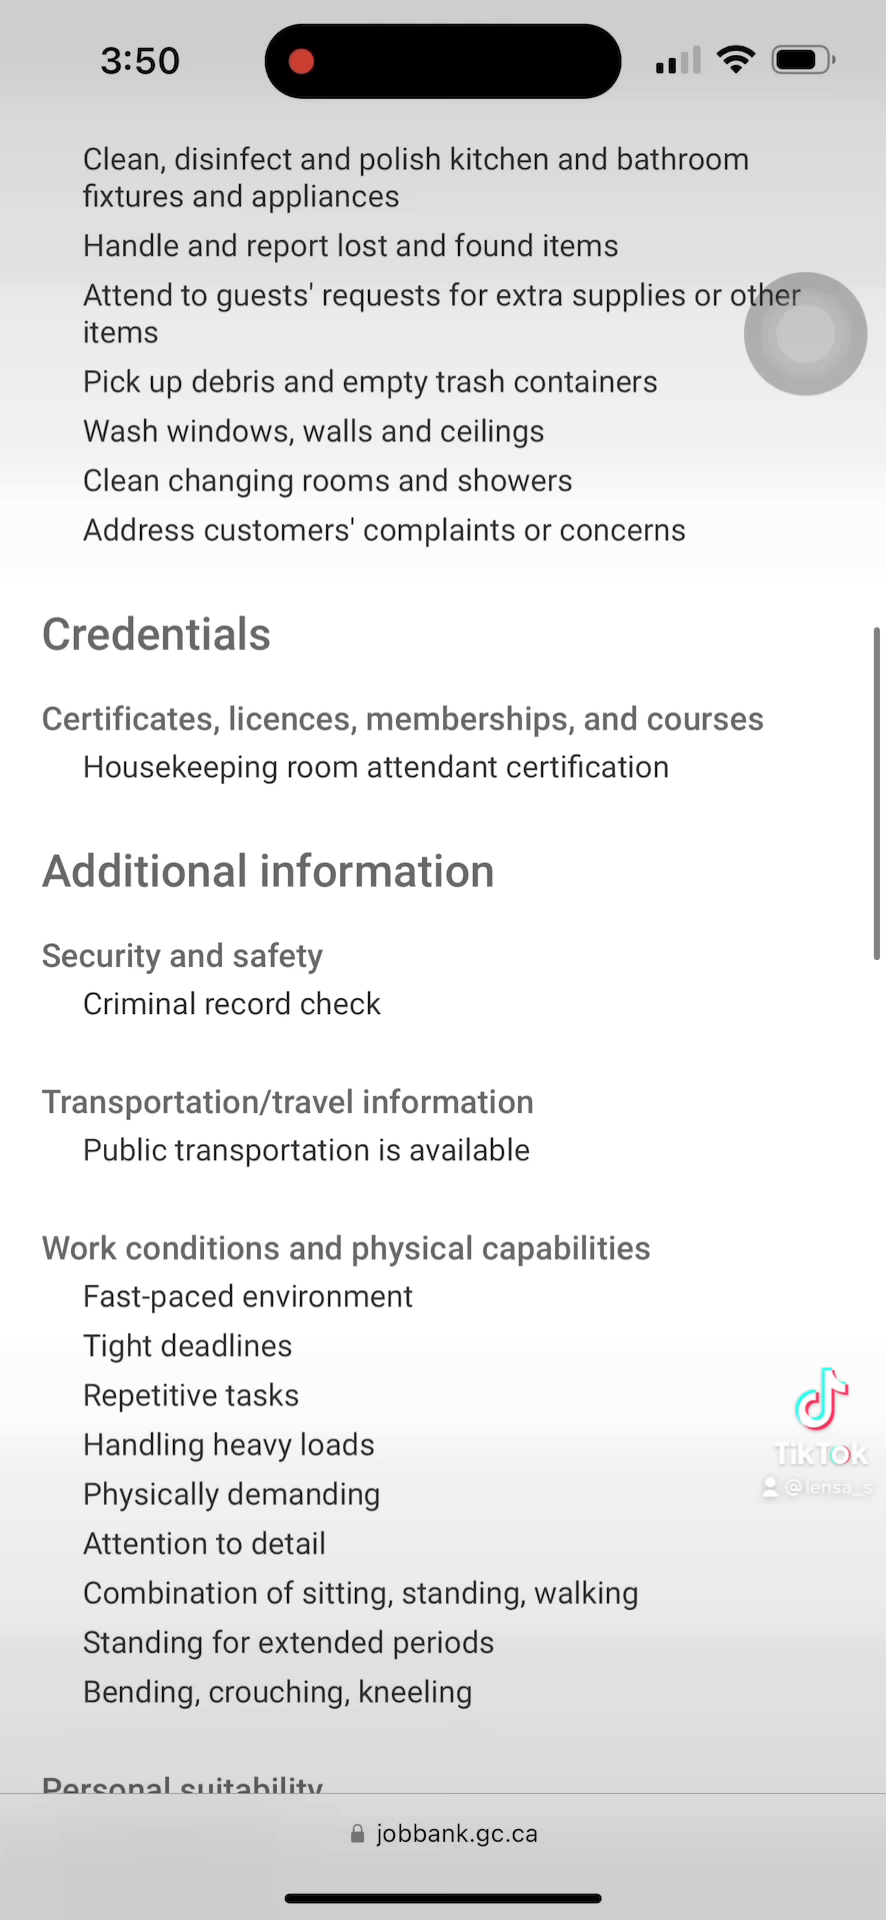 3:50
Clean, disinfect and polish kitchen and bathroom
fixtures and appliances
Handle and report lost and found items
Attend to guests' requests for extra supplies or other
items
Pick up debris and empty trash containers
Wash windows, walls and ceilings
Clean changing rooms and showers
Address customers' complaints or concerns
Credentials
Certificates, licences, memberships, and courses
Housekeeping room attendant certification
Additional information
Security and safety
Criminal record check
Transportation/travel information
Public transportation is available
Work conditions and physical capabilities
Fast-paced environment
Tight deadlines
Repetitive tasks
Handling heavy loads
Physically demanding
Attention to detail
Combination of sitting, standing, walking
Standing for extended periods
Bending, crouching, kneeling
Personal suitability
TikTok
@lensa_s
jobbank.gc.ca